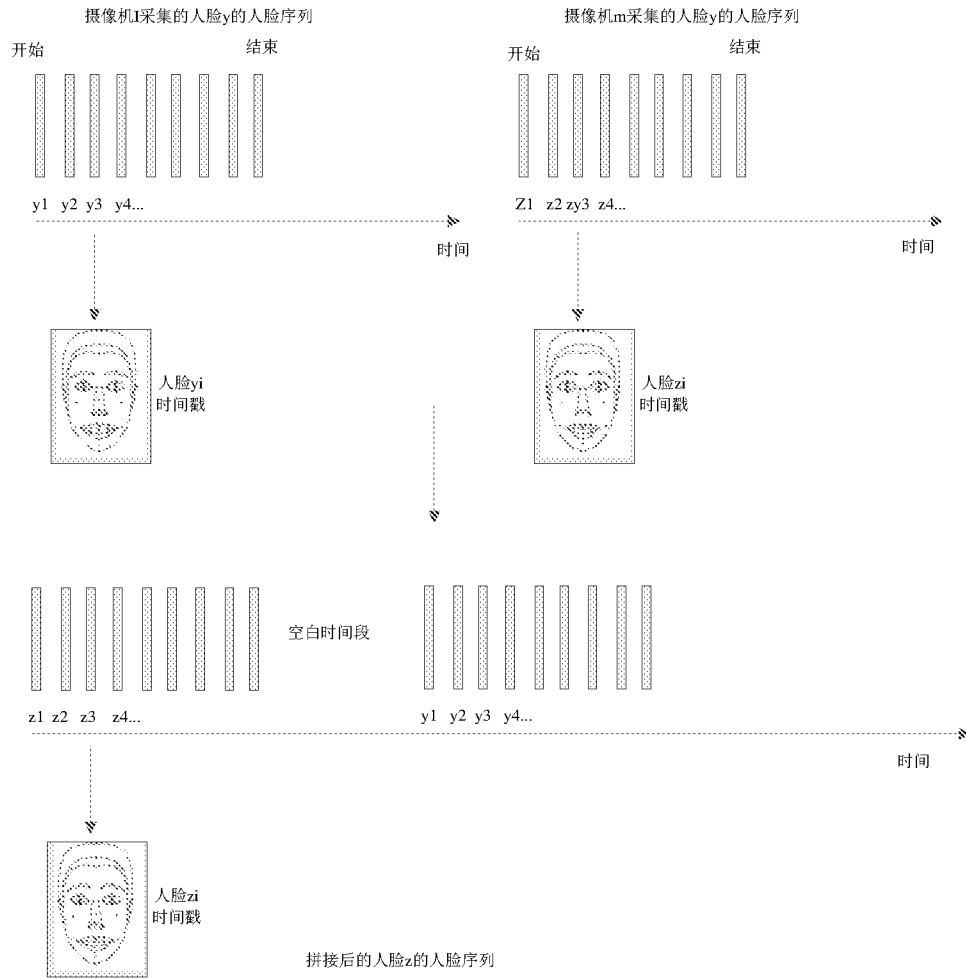 摄像机I采集的人脸y的人脸序列
开始
结束
y1 y2 y3 y4...
时间
人脸yi
时间戳
摄像机m采集的人脸y的人脸序列
开始
结束
Z1 z2 zy3 z4...
时间
人脸zi
时间戳
空白时间段
z1 z2 z3 z4...
y1 y2 y3 y4...
时间
人脸zi
时间戳
拼接后的人脸z的人脸序列